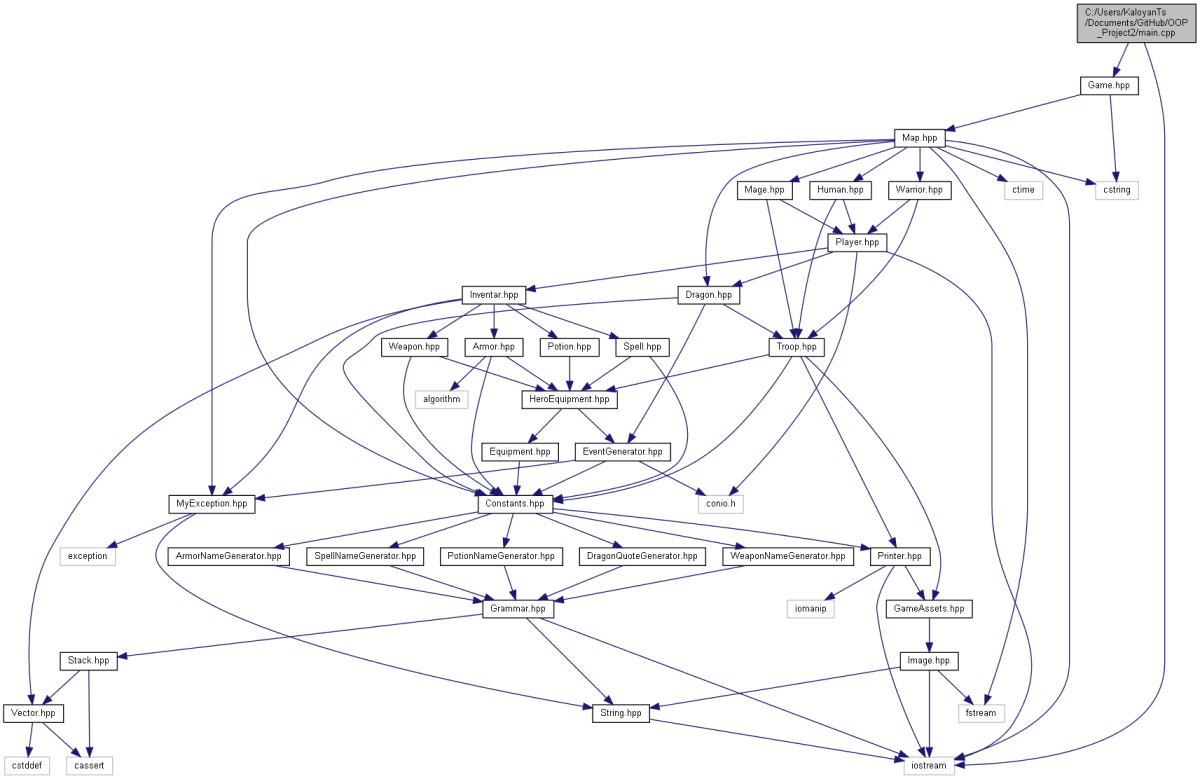 C:/Users/KaloyanTs
/Documents/GitHub/OOP
_Project2/main.cpp
Game.hpp
Map.hpp
Mage.hpp
Human.hpp
Warrior.hpp
ctime
cstring
Player.hpp
Inventar.hpp
Dragon.hpp
Weapon.hpp
Armor.hpp
Potion.hpp
Spell.hpp
Troop.hpp
algorithm
HeroEquipment.hpp
Equipment.hpp
EventGenerator.hpp
MyException.hpp
Constants.hpp
conio.h
exception
ArmorNameGenerator.hpp
SpellNameGenerator.hpp
PotionNameGenerator.hpp
DragonQuoteGenerator.hpp
WeaponNameGenerator.hpp
Printer.hpp
Grammar.hpp
iomanip
GameAssets.hpp
Stack.hpp
Image.hpp
Vector.hpp
String.hpp
fstream
cstddef
cassert
iostream